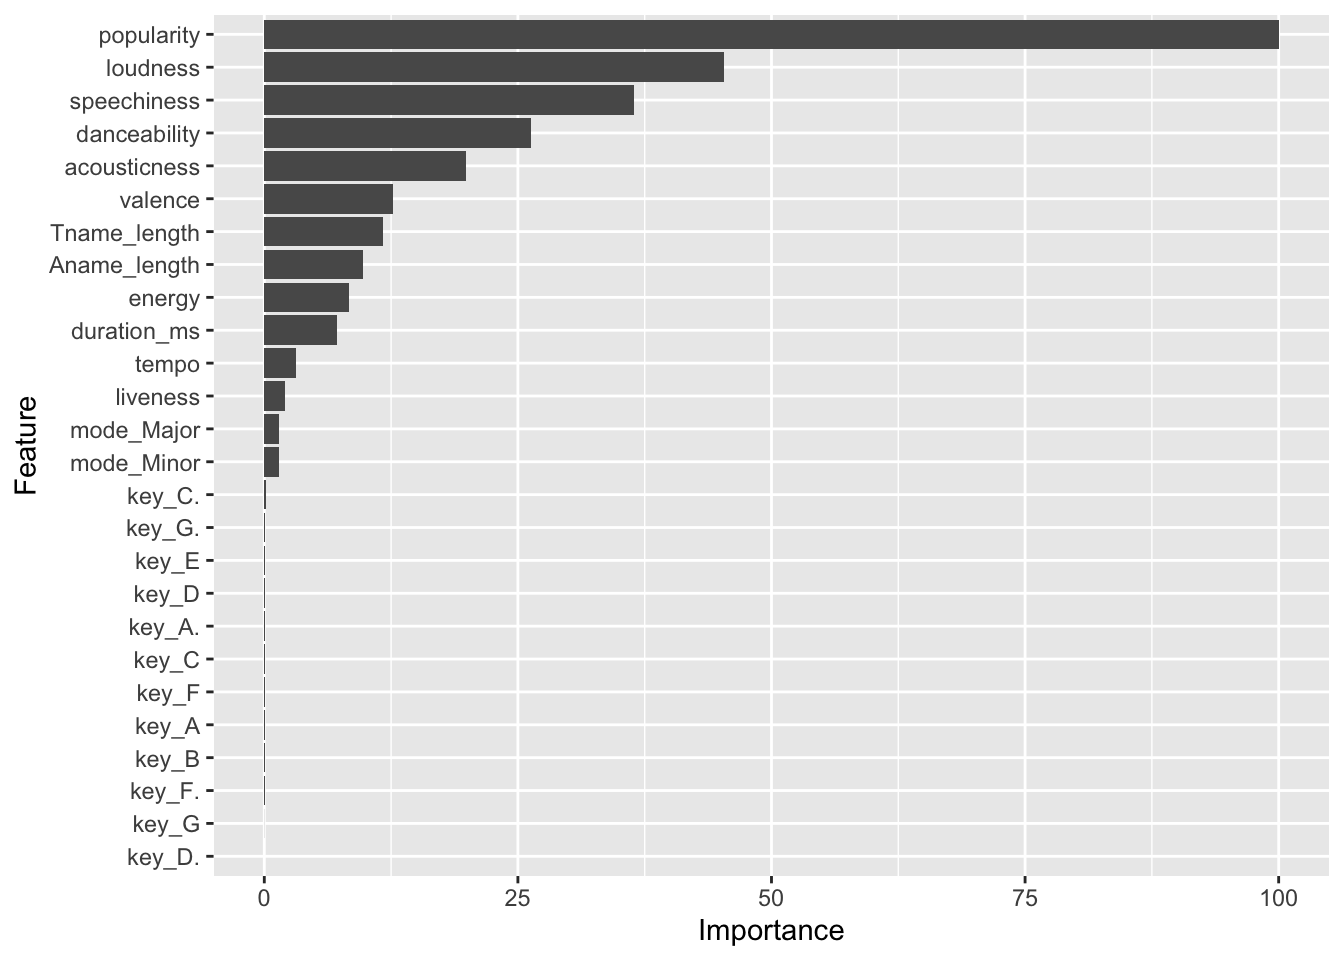 popularity
loudness
speechiness
danceability
acousticness
valence
Tname_length
Aname_length
energy
duration_ms
tempo
liveness
mode_Major
mode_Minor
key_C.
key_G.
key_E
key_D
key_A.
key_C
key_F
key_A
key_B
key_F.
key_G
key_D.
Feature
0 25 50 75 100
Importance